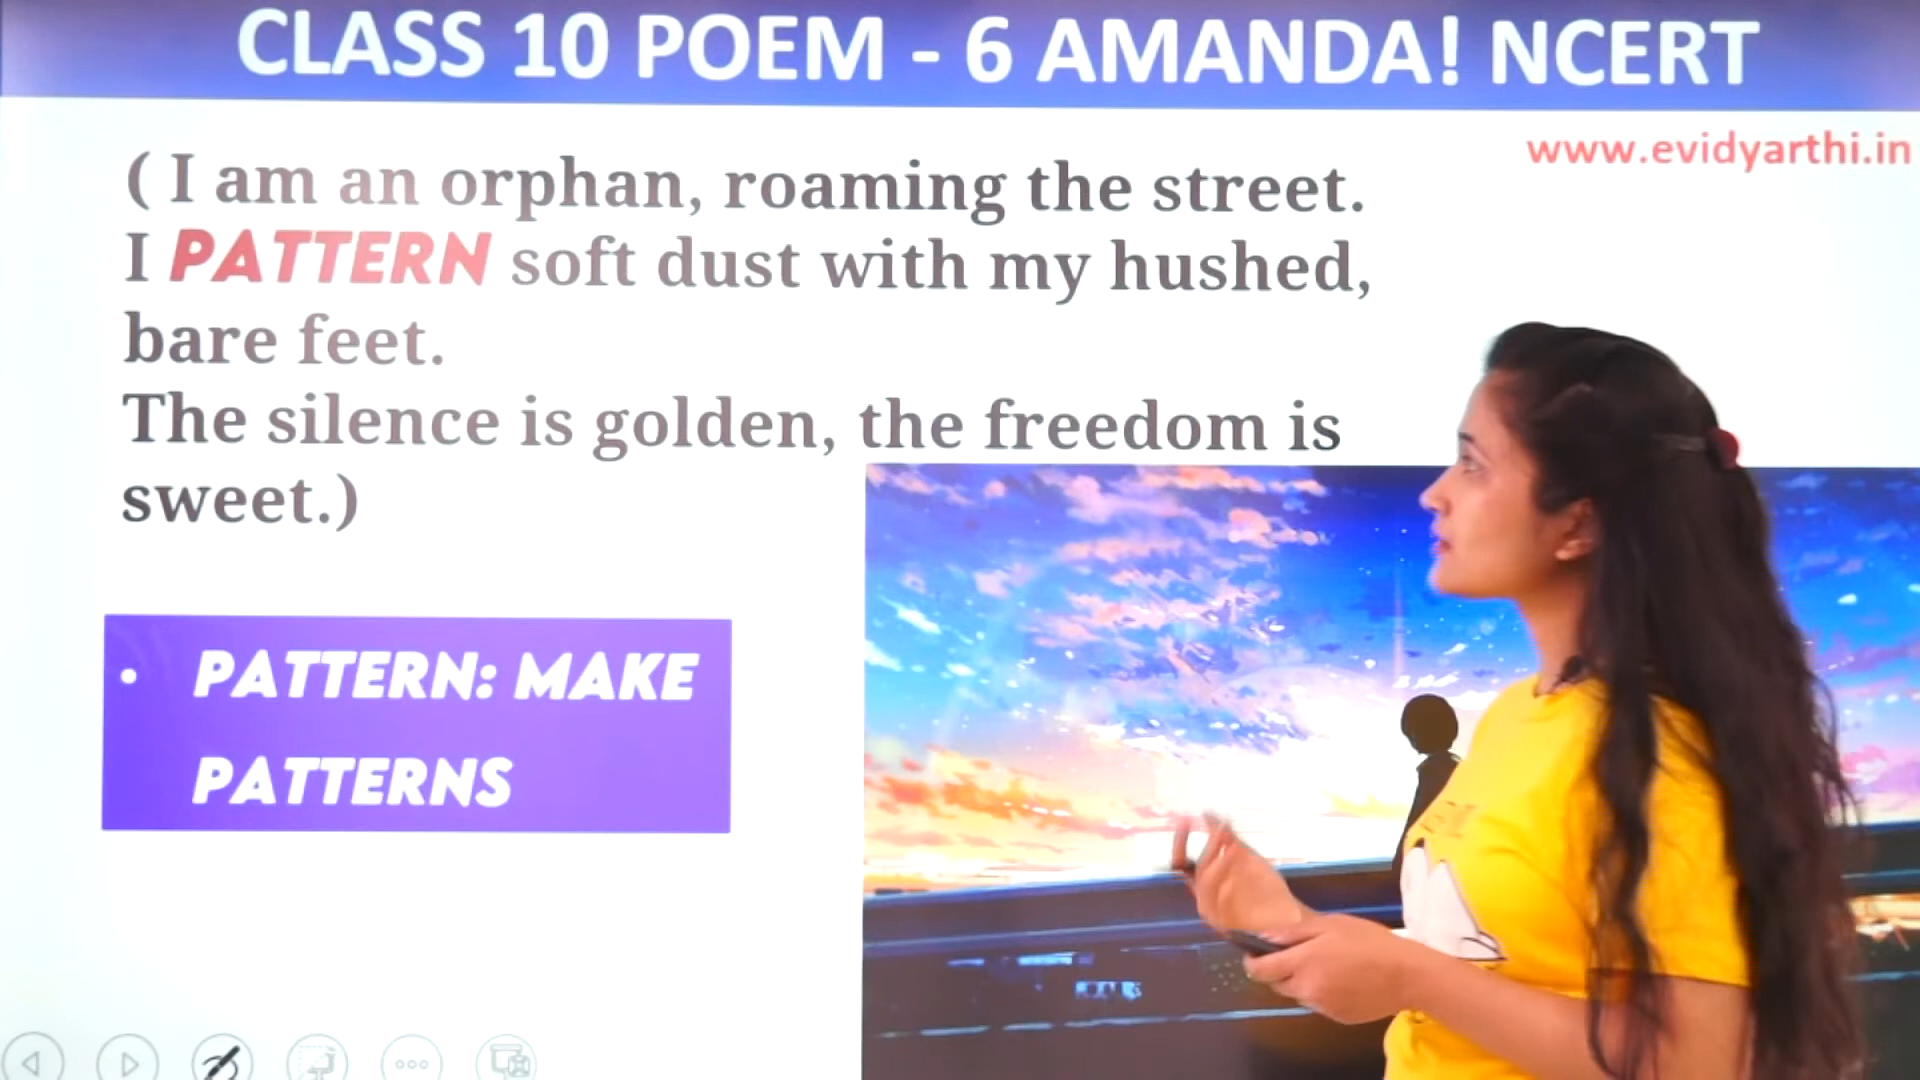 CLASS 10 POEM - 6 AMANDA! NCERT
www.evidyarthi.in
( I am an orphan, roaming the street.
I PATTERN soft dust with my hushed,
bare feet.
The silence is golden, the freedom is
sweet.)
• PATTERN: MAKE
PATTERNS